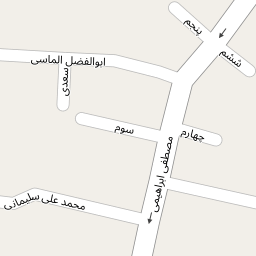 پنجم
ششم
ابوالفضل الماسی
سعدی
سوم
چهارم
مصطفی ابراهیمی
محمد علی سلیمانی